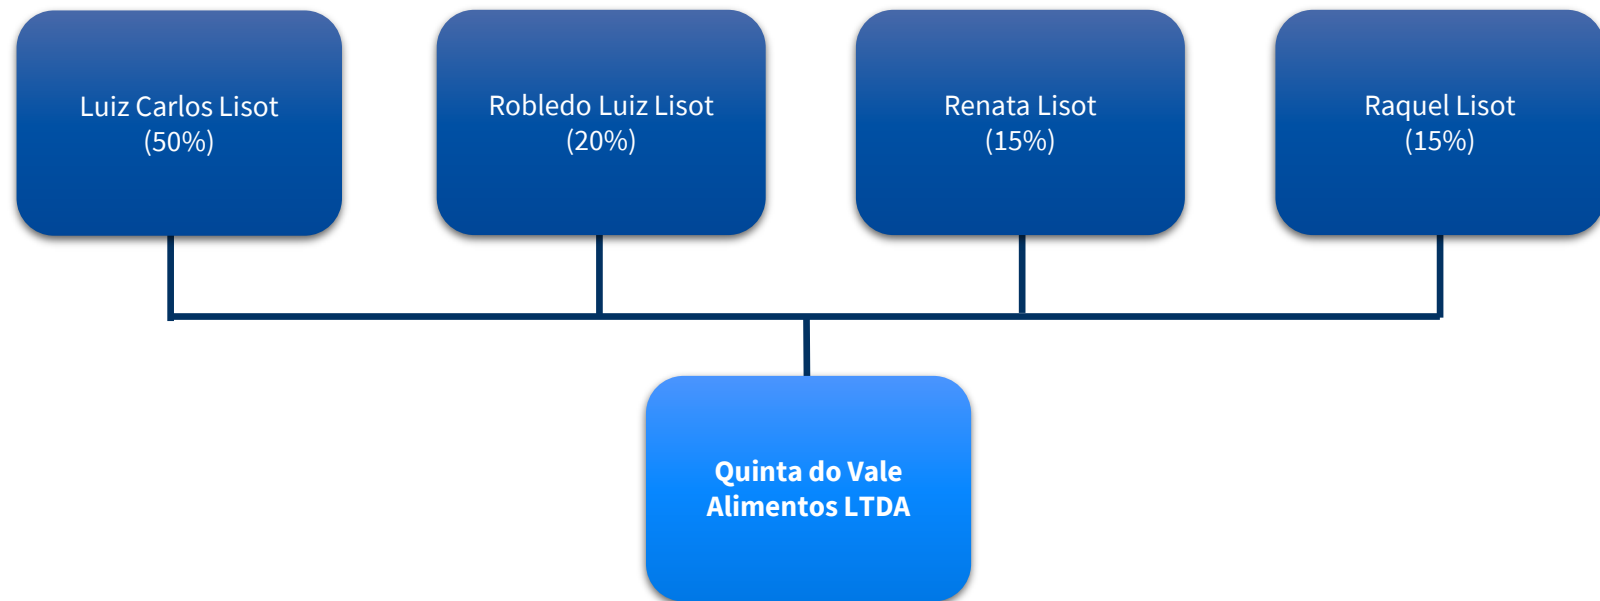 Luiz Carlos Lisot
(50%)
Robledo Luiz Lisot
(20%)
Renata Lisot
(15%)
Raquel Lisot
(15%)
Quinta do Vale
Alimentos LTDA